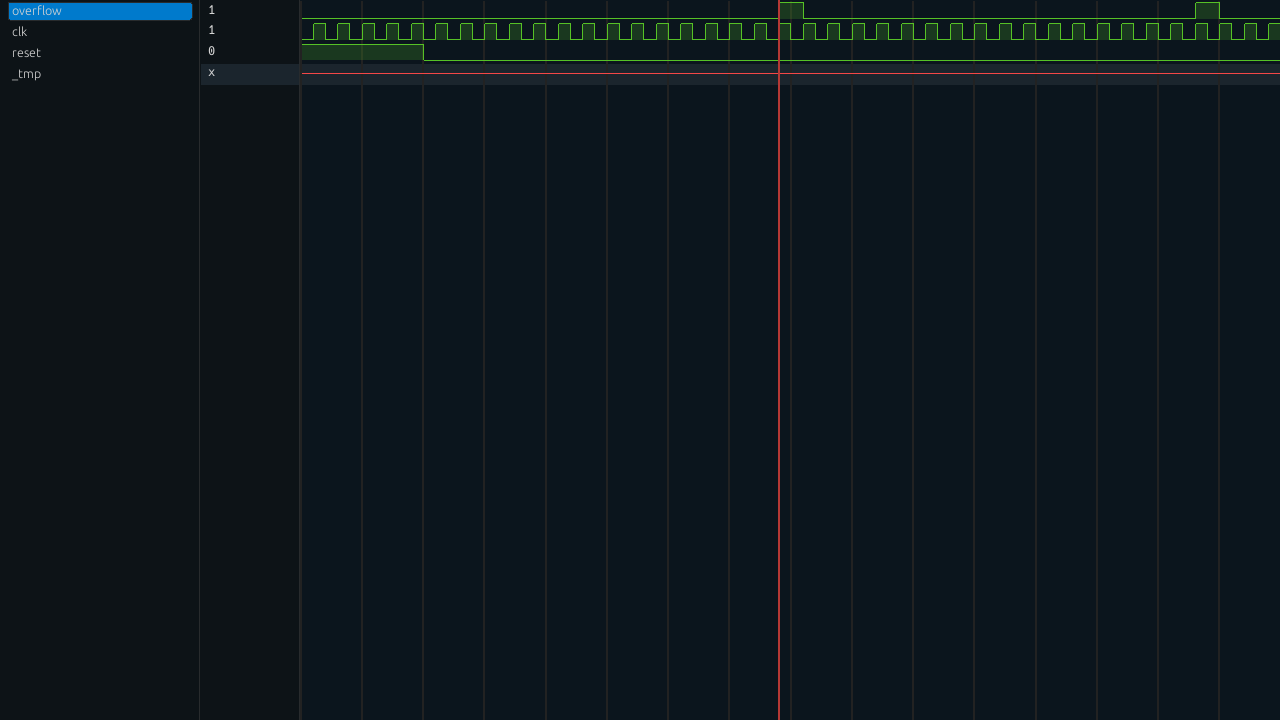 overflow 1
clk 1
reset 0
_tmp x